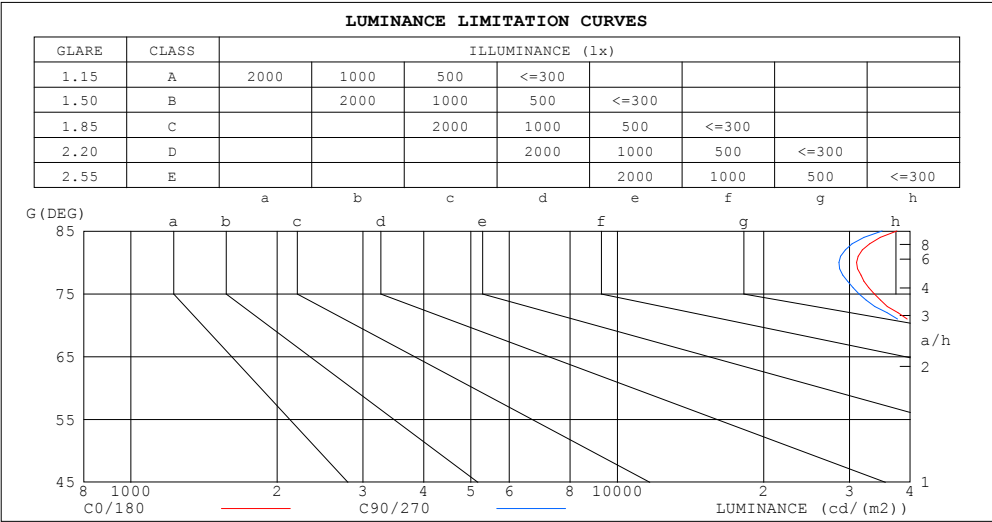 LUMINANCE LIMITATION CURVES
GLARE CLASS ILLUMINANCE (lx)
1.15 A 2000 1000 500 <=300
1.50 B 2000 1000 500 <=300
1.85 C 2000 1000 500 <=300
2.20 D 2000 1000 500 <=300
2.55 E 2000 1000 500 <=300
a b c d e f g h
G(DEG)
a b c d e f g h
85
8
6
75
4
3
a/h
65
2
55
45 1
8 1000 2 3 4 5 6 8 10000 2 3 4
C0/180 C90/270 LUMINANCE (cd/(m2))